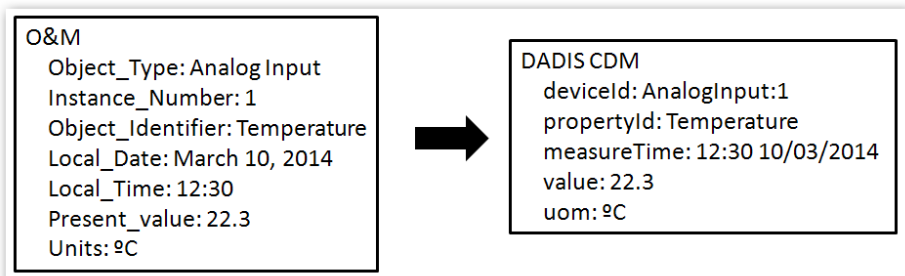 O&M
Object_Type: Analog Input
Instance_Number: 1
Object_Identifier: Temperature
Local_Date: March 10, 2014
Local_Time: 12:30
Present_value: 22.3
Units: ºC
DADIS CDM
deviceId: AnalogInput:1
propertyId: Temperature
measureTime: 12:30 10/03/2014
value: 22.3
uom: ºC